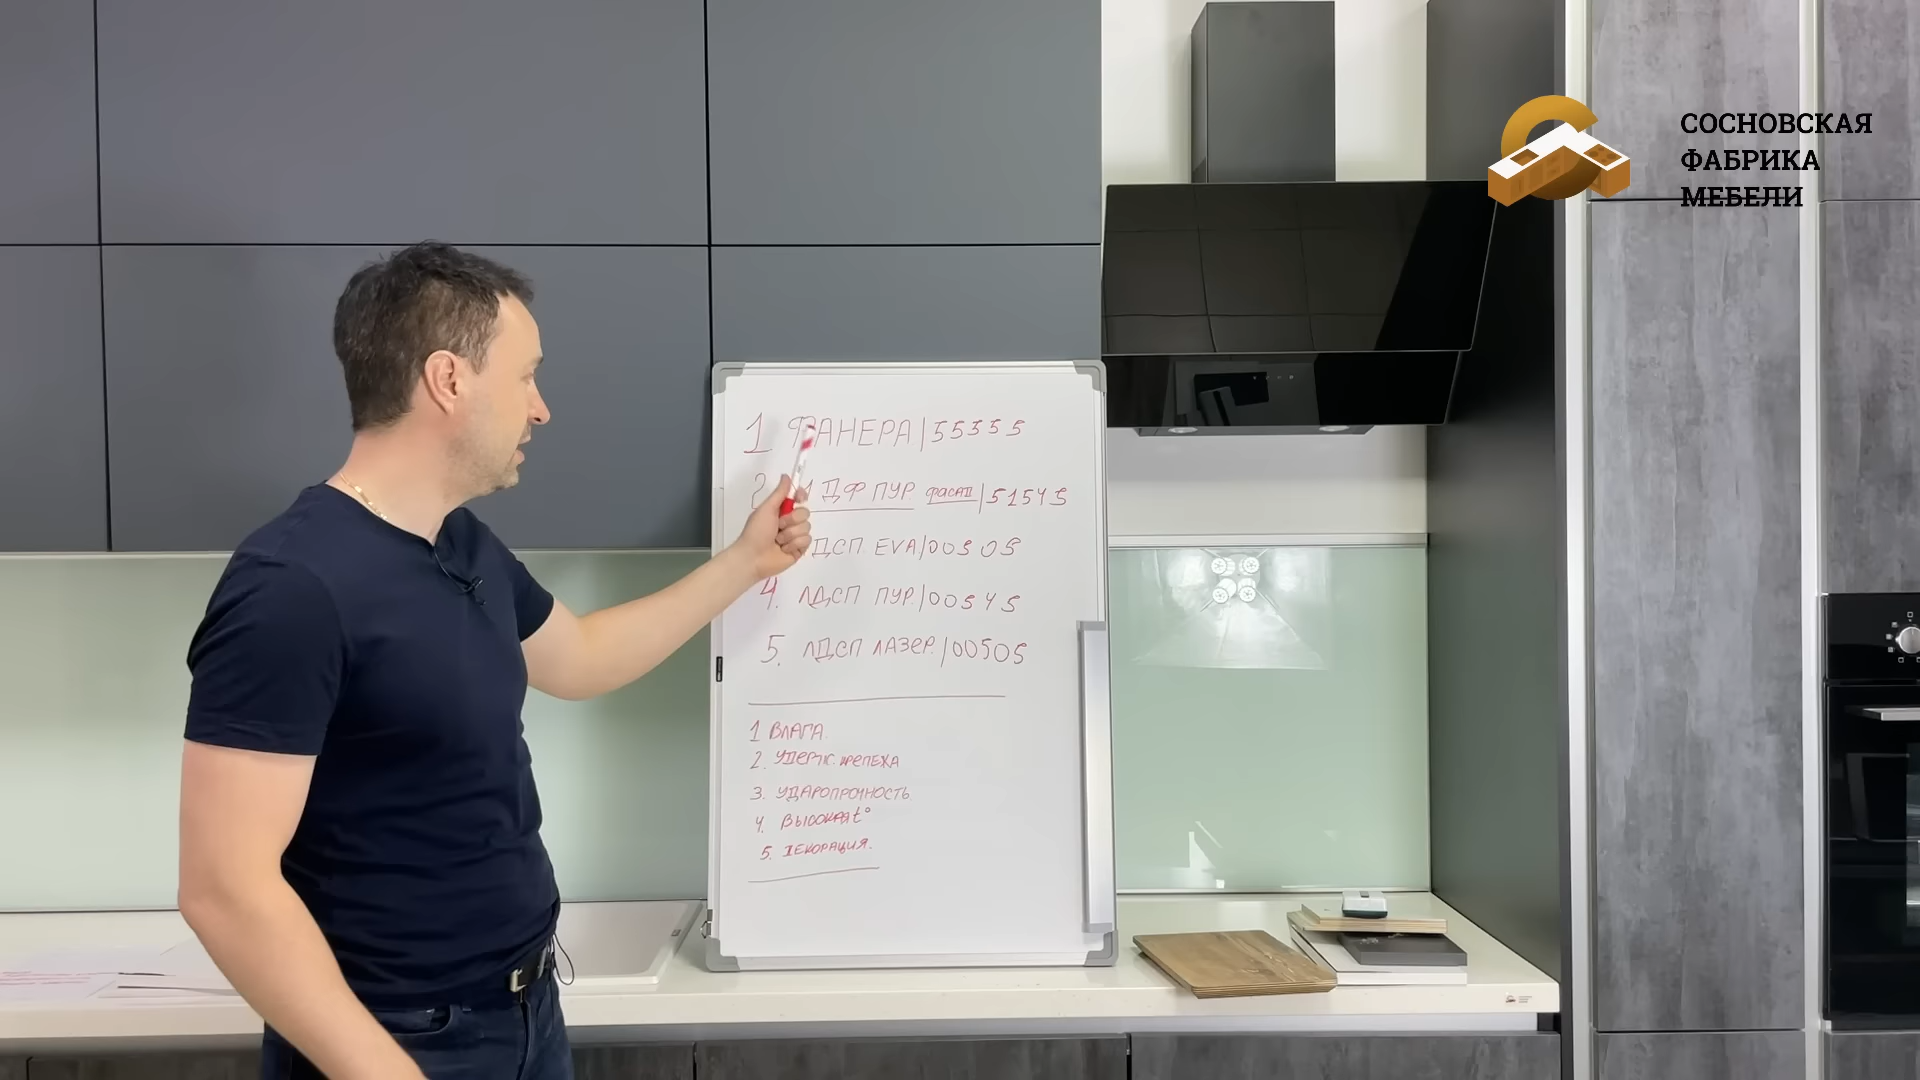 СОСНОВСКАЯ
ФАБРИКА
МЕБЕЛИ
1 ФАНЕРА|55355
2 МДФ ПУР. фасад|51545
ЛДСП EVA|00505
4. ЛДСП ПУР.|00545
5. ЛДСП ЛАЗЕР.|00505
1 ВЛАГА.
2. УДЕРЖ. КРЕПЕЖА
3. УДАРОПРОЧНОСТЬ
4. ВЫСОКАЯ t°
5. ДЕКОРАЦИЯ.